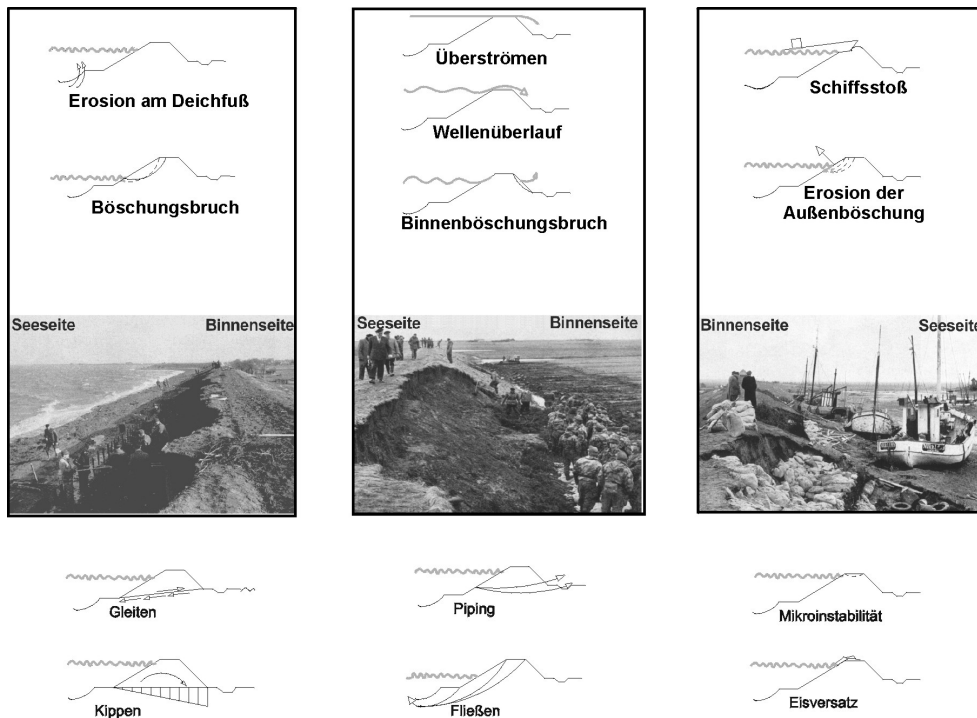 Erosion am Deichfuß
Böschungsbruch
Seeseite Binnenseite
Überströmen
Wellenüberlauf
Binnenböschungsbruch
Seeseite Binnenseite
Schiffsstoß
Erosion der
Außenböschung
Binnenseite Seeseite
Gleiten
Piping
Mikroinstabilität
Kippen
Fließen
Eisversatz